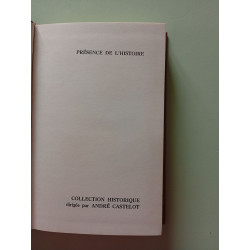 PRÉSENCE DE L'HISTOIRE
COLLECTION HISTORIQUE
dirigée par ANDRÉ CASTELOT